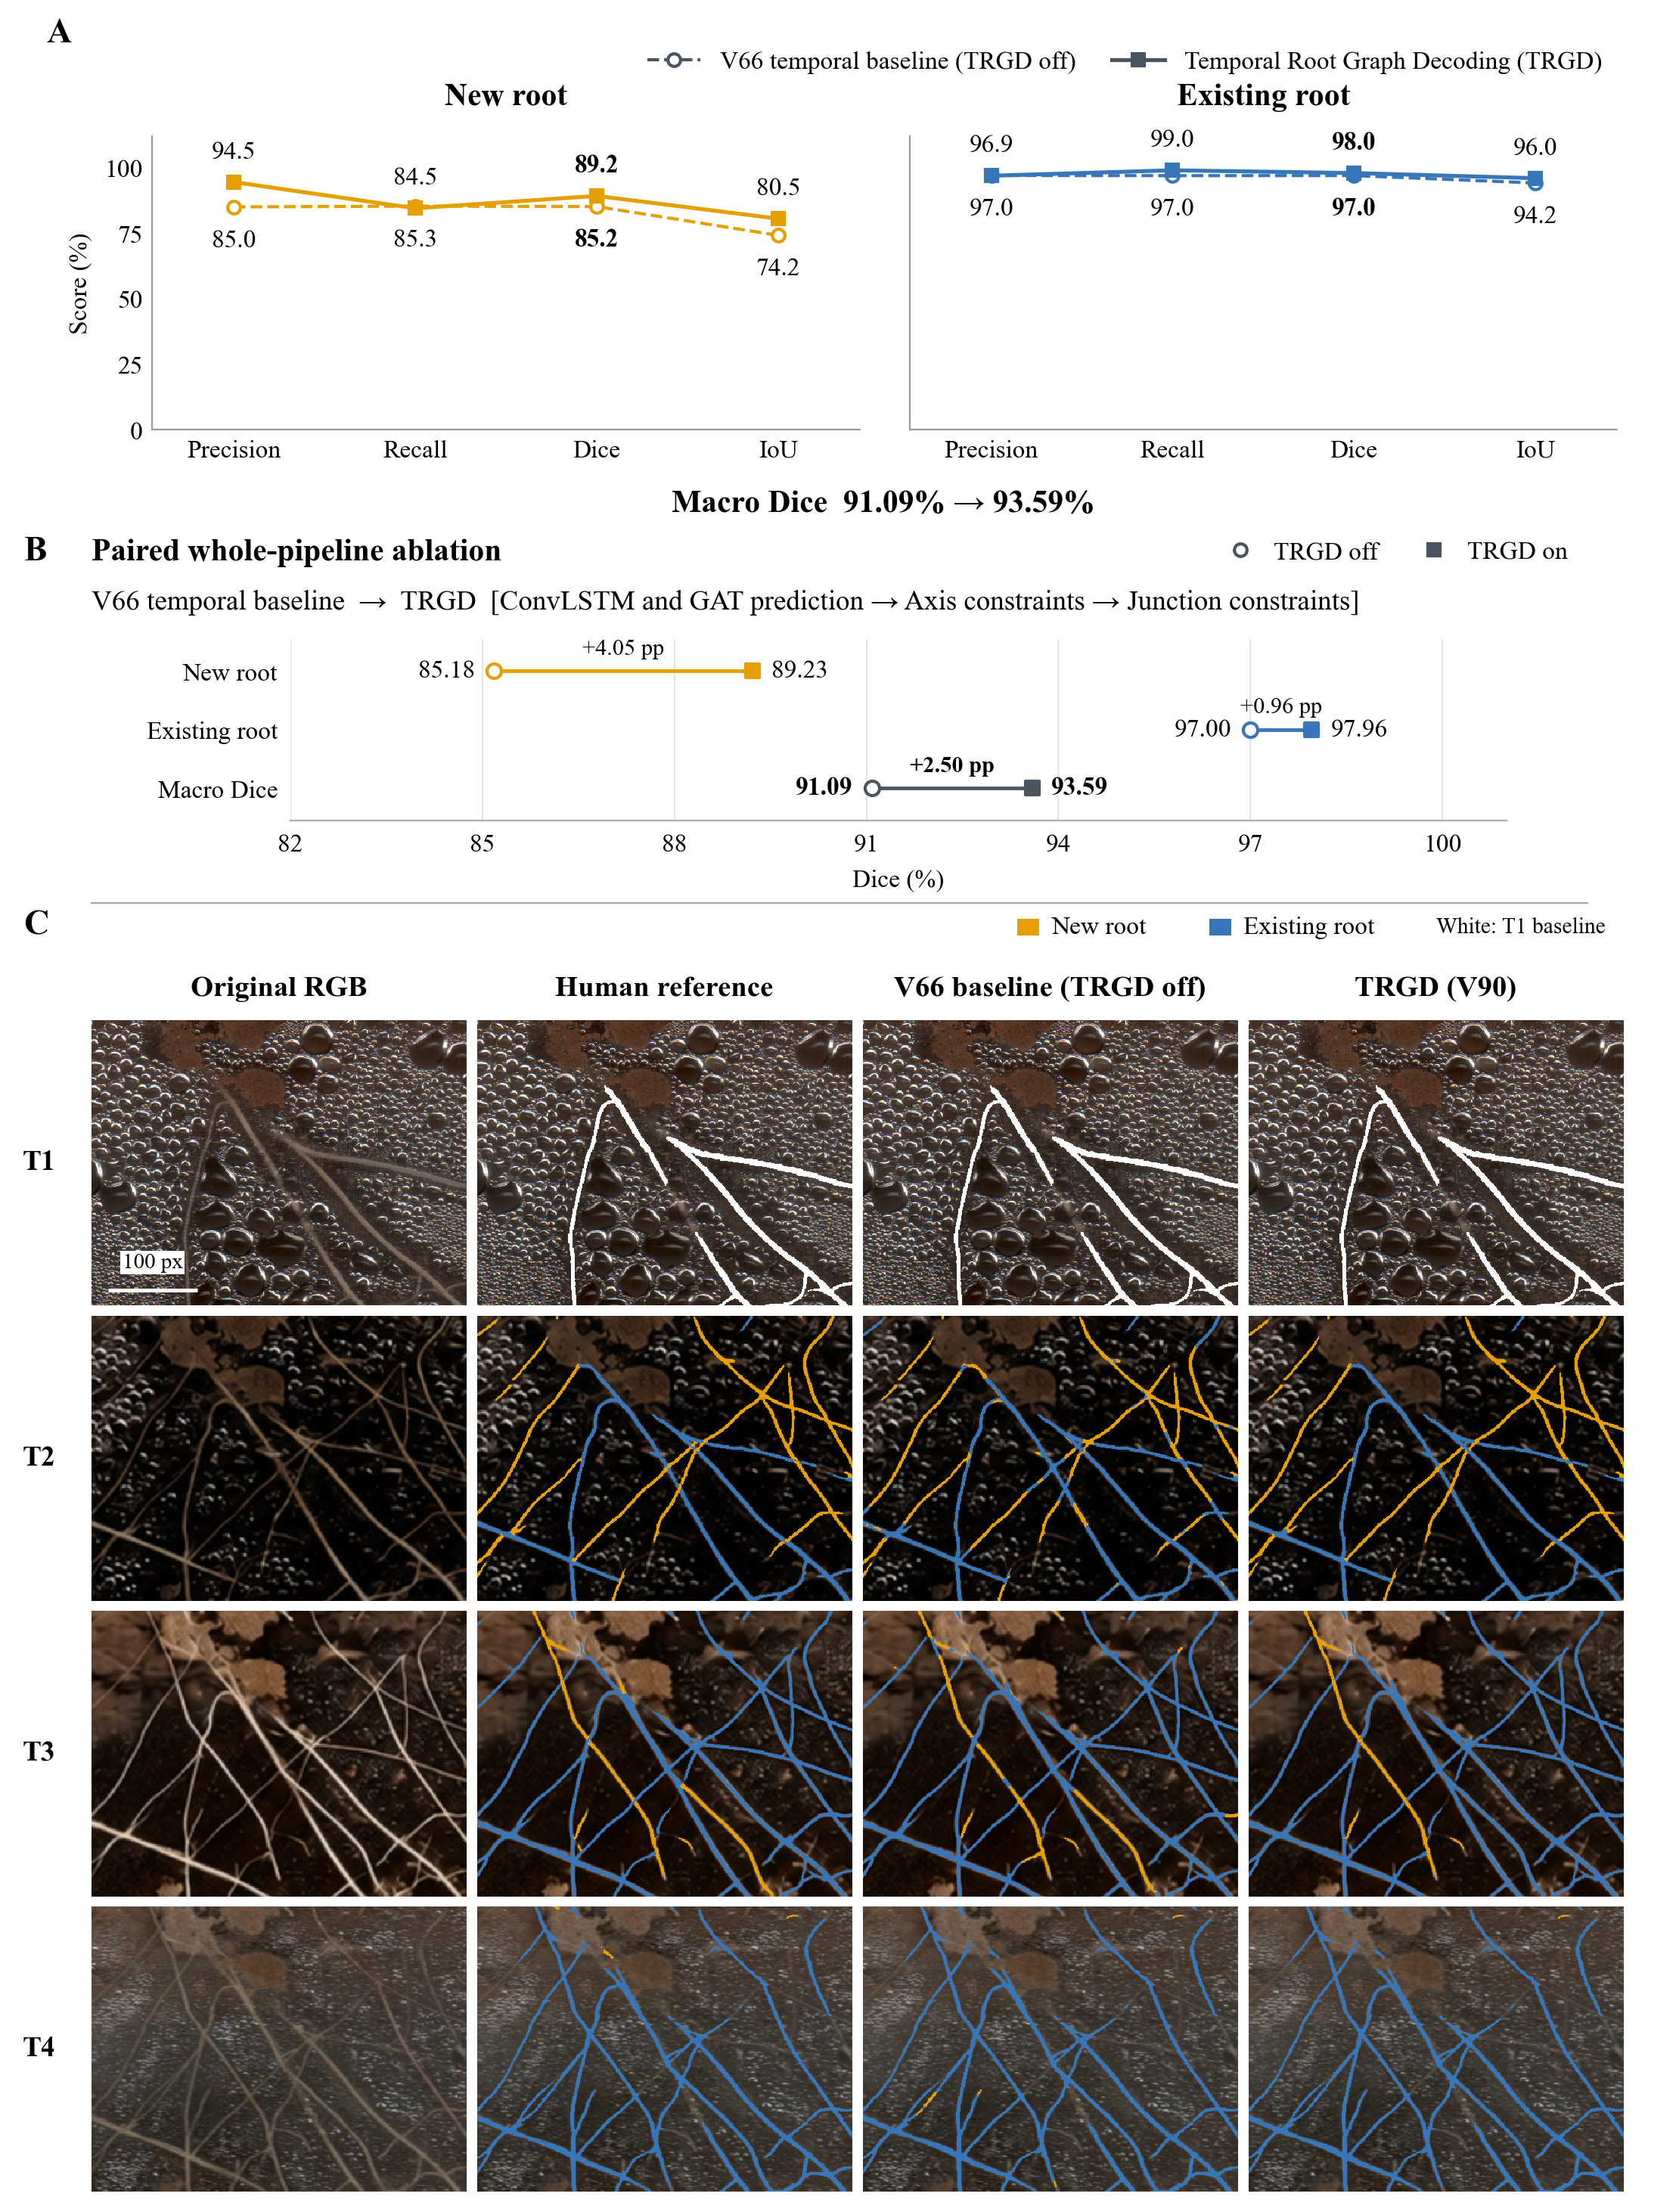 A
V66 temporal baseline (TRGD off)
Temporal Root Graph Decoding (TRGD)
New root
Existing root
94.5
84.5
89.2
80.5
85.0
85.3
85.2
74.2
96.9
99.0
98.0
96.0
97.0
97.0
97.0
94.2
Score (%)
100
75
50
25
0
Precision Recall Dice IoU
Precision Recall Dice IoU
Macro Dice 91.09% → 93.59%
B
Paired whole-pipeline ablation
TRGD off
TRGD on
V66 temporal baseline → TRGD [ConvLSTM and GAT prediction → Axis constraints → Junction constraints]
New root
85.18
+4.05 pp
89.23
Existing root
97.00
+0.96 pp
97.96
Macro Dice
91.09
+2.50 pp
93.59
82 85 88 91 94 97 100
Dice (%)
C
New root
Existing root
White: T1 baseline
Original RGB
Human reference
V66 baseline (TRGD off)
TRGD (V90)
T1
100 px
T2
T3
T4